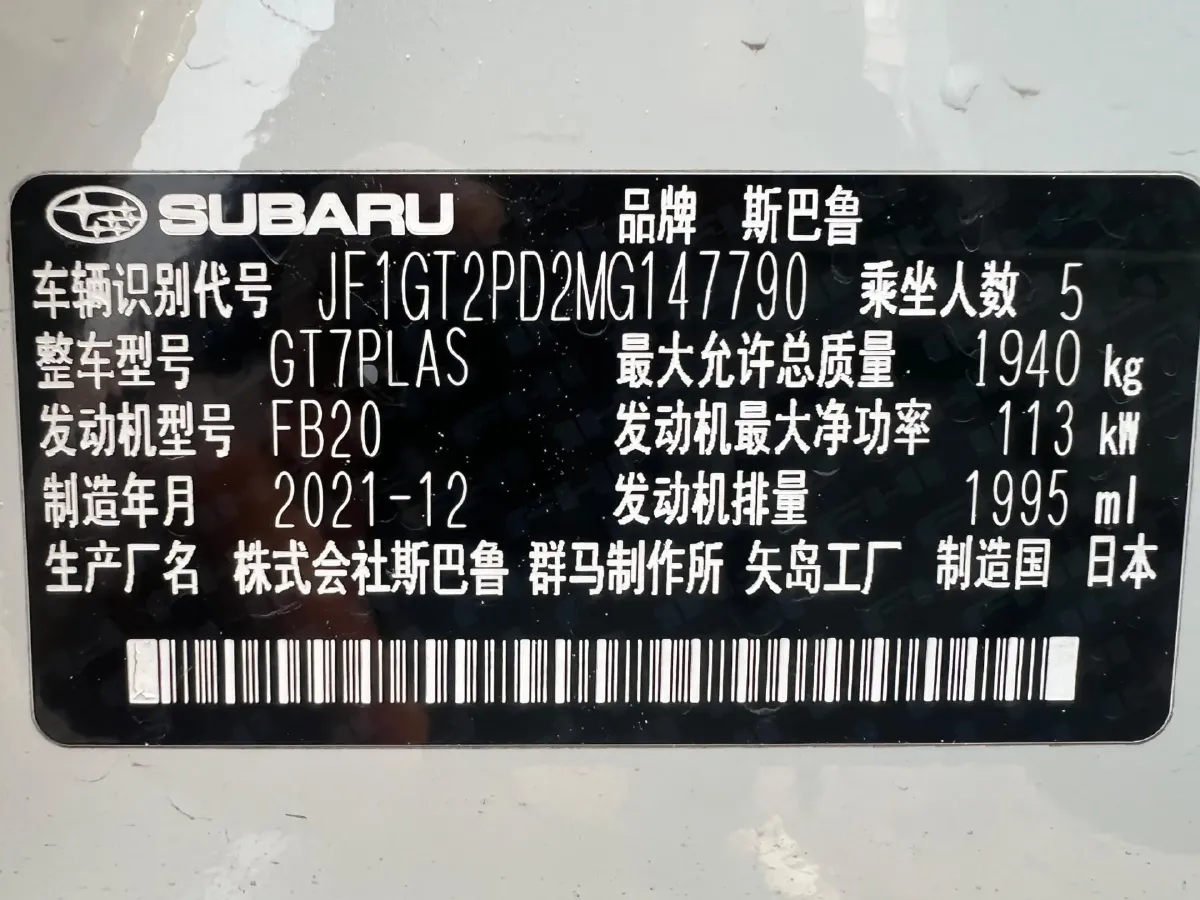 SUBARU 品牌 斯巴鲁
车辆识别代号 JF1GT2PD2MG147790 乘坐人数 5
整车型号 GT7PLAS 最大允许总质量 1940 kg
发动机型号 FB20 发动机最大净功率 113 kW
制造年月 2021-12 发动机排量 1995 ml
生产厂名 株式会社斯巴鲁 群马制作所 矢岛工厂 制造国 日本